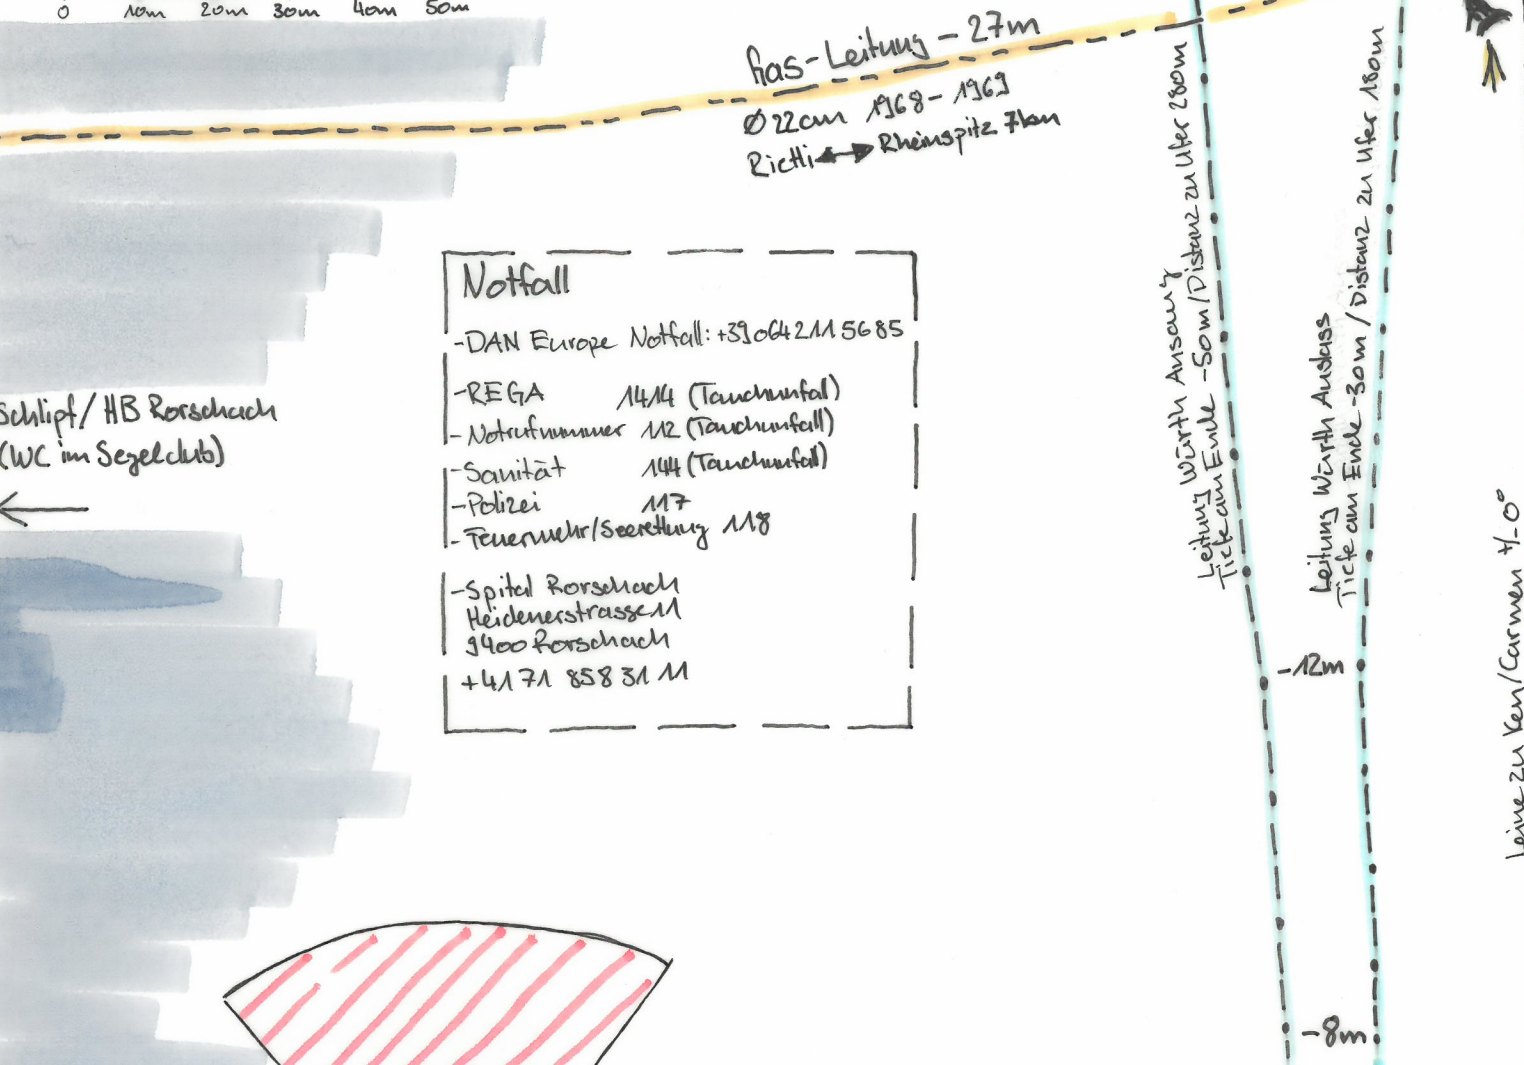 0 10m 20m 30m 40m 50m
Gas-Leitung - 27m
Ø 22cm 1968 - 1969
Rietli ↔ Rheinspitz 7km
Notfall
- DAN Europe Notfall: +390642115685
- REGA 1414 (Tauchunfall)
- Notrufnummer 112 (Tauchunfall)
- Sanität 144 (Tauchunfall)
- Polizei 117
- Feuerwehr/Seerettung 118
- Spital Rorschach
Heidenerstrasse 11
9400 Rorschach
+41 71 858 31 11
Schlipf / HB Rorschach
(WC im Segelclub)
Leitung Würth Ansaug
Tiefe am Ende -50m / Distanz zu Ufer 280m
Leitung Würth Auslass
Tiefe am Ende -30m / Distanz zu Ufer 180m
-12m
-8m
Leine zu Ken/Carmen +/-0°